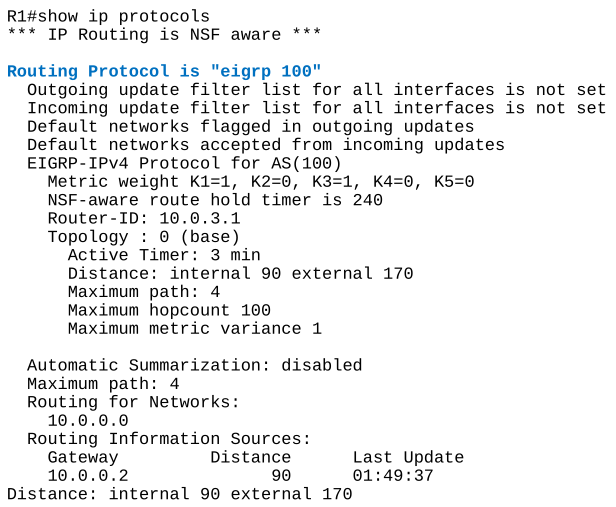 R1#show ip protocols
*** IP Routing is NSF aware ***

Routing Protocol is "eigrp 100"
  Outgoing update filter list for all interfaces is not set
  Incoming update filter list for all interfaces is not set
  Default networks flagged in outgoing updates
  Default networks accepted from incoming updates
  EIGRP-IPv4 Protocol for AS(100)
    Metric weight K1=1, K2=0, K3=1, K4=0, K5=0
    NSF-aware route hold timer is 240
    Router-ID: 10.0.3.1
    Topology : 0 (base)
      Active Timer: 3 min
      Distance: internal 90 external 170
      Maximum path: 4
      Maximum hopcount 100
      Maximum metric variance 1

  Automatic Summarization: disabled
  Maximum path: 4
  Routing for Networks:
    10.0.0.0
  Routing Information Sources:
    Gateway         Distance      Last Update
    10.0.0.2              90      01:49:37
Distance: internal 90 external 170